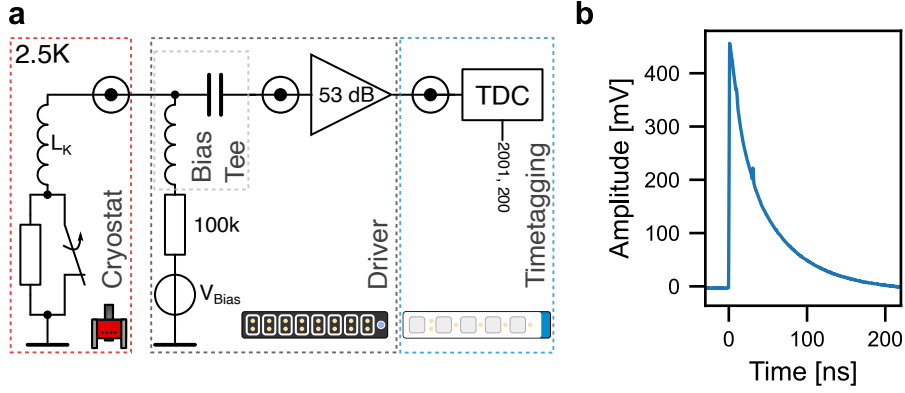 a
2.5K
L_K
Cryostat
Bias
Tee
100k
V_Bias
53 dB
Driver
TDC
2001, 200
Timetagging
b
Amplitude [mV]
400
300
200
100
0
0
100
200
Time [ns]